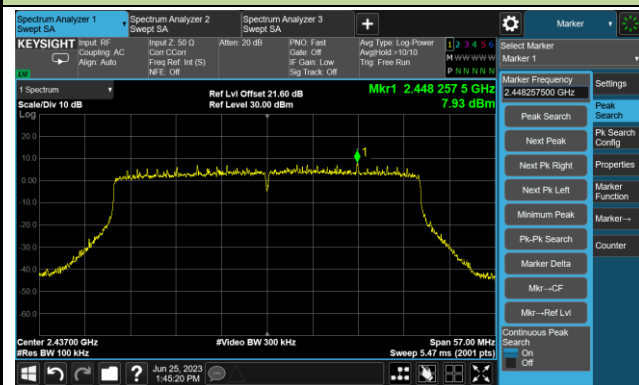 Spectrum Analyzer 1
Swept SA
Spectrum Analyzer 2
Swept SA
Spectrum Analyzer 3
Swept SA
+
Marker
KEYSIGHT
Input: RF
Coupling: AC
Align: Auto
Input Z: 50 Ω
Corr CCorr
Freq Ref: Int (S)
NFE: Off
Atten: 20 dB
PNO: Fast
Gate: Off
IF Gain: Low
Sig Track: Off
Avg Type: Log-Power
Avg|Hold:>10/10
Trig: Free Run
1 2 3 4 5 6
M W W W W W
P N N N N N
LXI
Select Marker
Marker 1
1 Spectrum
Scale/Div 10 dB
Log
Ref Lvl Offset 21.60 dB
Ref Level 30.00 dBm
Mkr1 2.448 257 5 GHz
7.93 dBm
20.0
10.0
0.00
-10.0
-20.0
-30.0
-40.0
-50.0
-60.0
1
Center 2.43700 GHz
#Res BW 100 kHz
#Video BW 300 kHz
Span 57.00 MHz
Sweep 5.47 ms (2001 pts)
Marker Frequency
2.448257500 GHz
Peak Search
Next Peak
Next Pk Right
Next Pk Left
Minimum Peak
Pk-Pk Search
Marker Delta
Mkr→CF
Mkr→Ref Lvl
Continuous Peak
Search
On
Off
Settings
Peak
Search
Pk Search
Config
Properties
Marker
Function
Marker→
Counter
?
Jun 25, 2023
1:45:20 PM